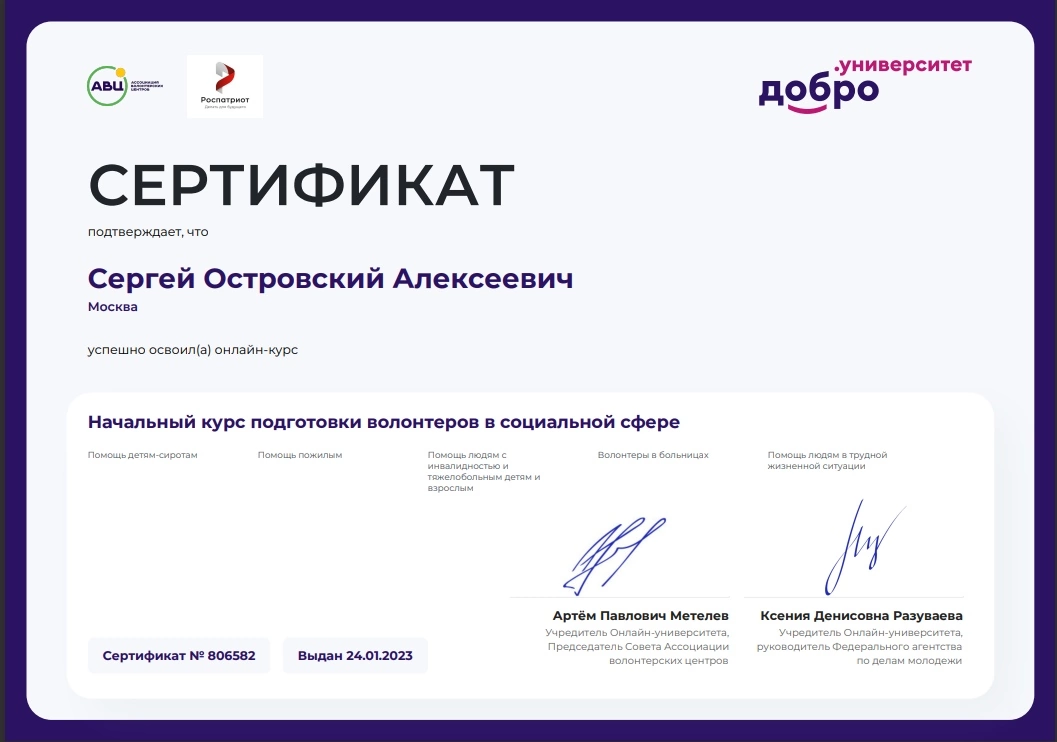 АВЦ
АССОЦИАЦИЯ
ВОЛОНТЕРСКИХ
ЦЕНТРОВ
Роспатриот
Делать для будущего
.университет
добро
СЕРТИФИКАТ
подтверждает, что
Сергей Островский Алексеевич
Москва
успешно освоил(а) онлайн-курс
Начальный курс подготовки волонтеров в социальной сфере
Помощь детям-сиротам
Помощь пожилым
Помощь людям с
инвалидностью и
тяжелобольным детям и
взрослым
Волонтеры в больницах
Помощь людям в трудной
жизненной ситуации
Артём Павлович Метелев
Учредитель Онлайн-университета,
Председатель Совета Ассоциации
волонтерских центров
Ксения Денисовна Разуваева
Учредитель Онлайн-университета,
руководитель Федерального агентства
по делам молодежи
Сертификат № 806582
Выдан 24.01.2023